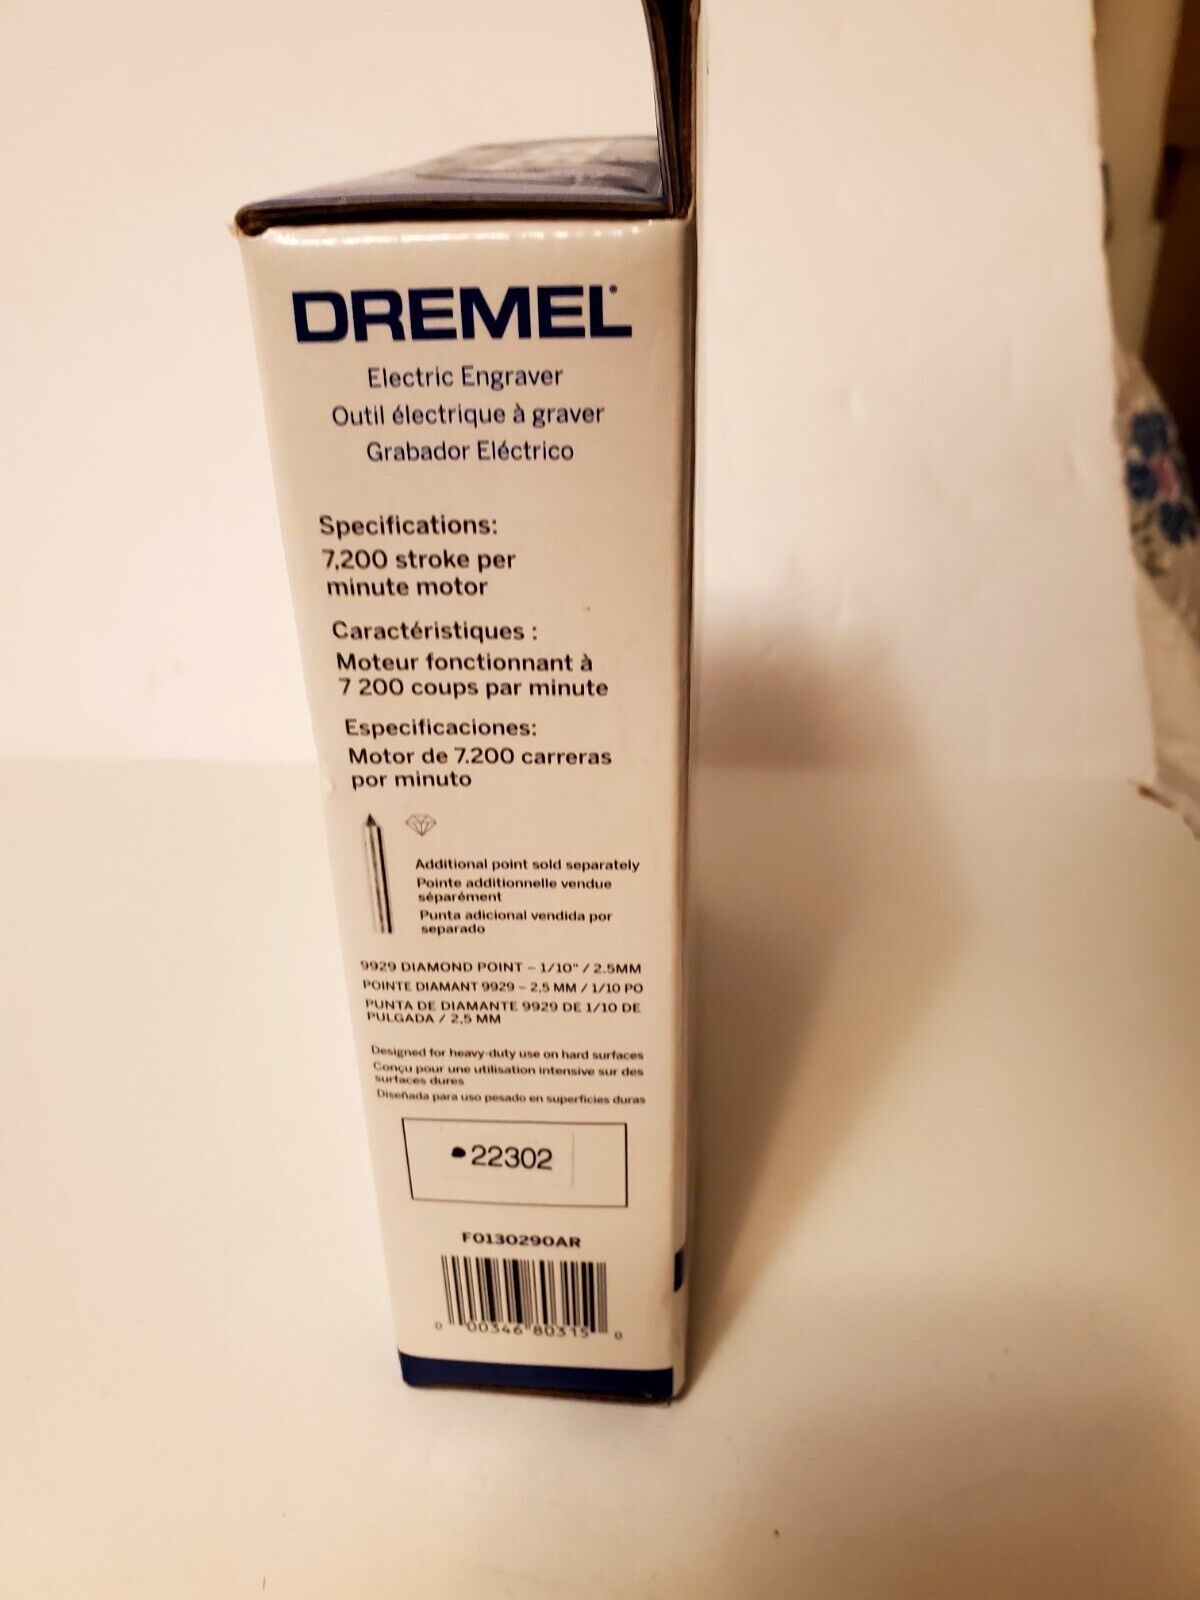 DREMEL®
Electric Engraver
Outil électrique à graver
Grabador Eléctrico
Specifications:
7,200 stroke per
minute motor
Caractéristiques :
Moteur fonctionnant à
7 200 coups par minute
Especificaciones:
Motor de 7.200 carreras
por minuto
Additional point sold separately
Pointe additionnelle vendue
séparément
Punta adicional vendida por
separado
9929 DIAMOND POINT – 1/10" / 2.5MM
POINTE DIAMANT 9929 – 2,5 MM / 1/10 PO
PUNTA DE DIAMANTE 9929 DE 1/10 DE
PULGADA / 2,5 MM
Designed for heavy-duty use on hard surfaces
Conçu pour une utilisation intensive sur des
surfaces dures
Diseñada para uso pesado en superficies duras
•22302
F0130290AR
0 00346 80315 0